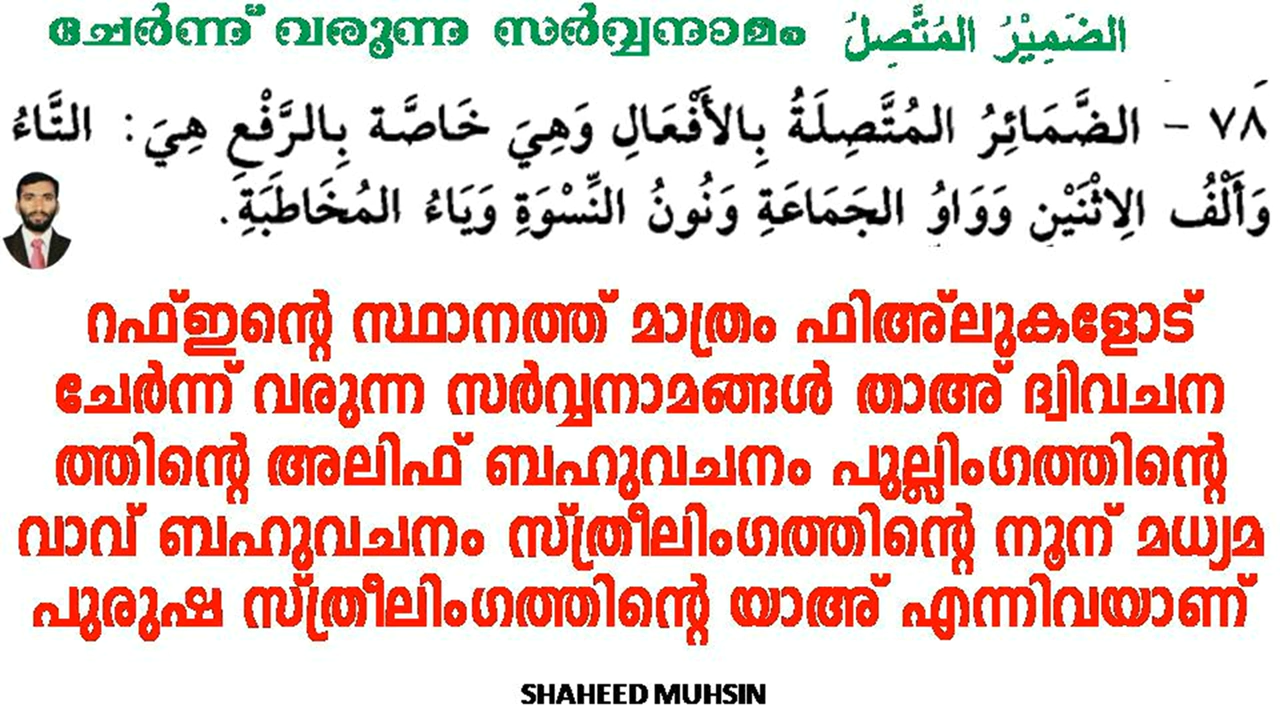 ചേർന്ന് വരുന്ന സർവ്വനാമം الضَمِيْرُ المَتَّصِلُ
٧٨ - الضَّمَائِرُ المُتَّصِلَةُ بِالأَفْعَالِ وَهِيَ خَاصَّة بِالرَّفْعِ هِيَ: التَّاءُ
وَأَلْفُ الِاثْنَيْنِ وَوَاوُ الجَمَاعَةِ وَنُونُ النِّسْوَةِ وَيَاءُ المُخَاطَبَةِ.
റഫ്ഇന്റെ സ്ഥാനത്ത് മാത്രം ഫിഅ്ലുകളോട്
ചേർന്ന് വരുന്ന സർവ്വനാമങ്ങൾ താഅ് ദ്വിവചന
ത്തിന്റെ അലിഫ് ബഹുവചനം പുല്ലിംഗത്തിന്റെ
വാവ് ബഹുവചനം സ്ത്രീലിംഗത്തിന്റെ നൂന് മധ്യമ
പുരുഷ സ്ത്രീലിംഗത്തിന്റെ യാഅ് എന്നിവയാണ്
SHAHEED MUHSIN